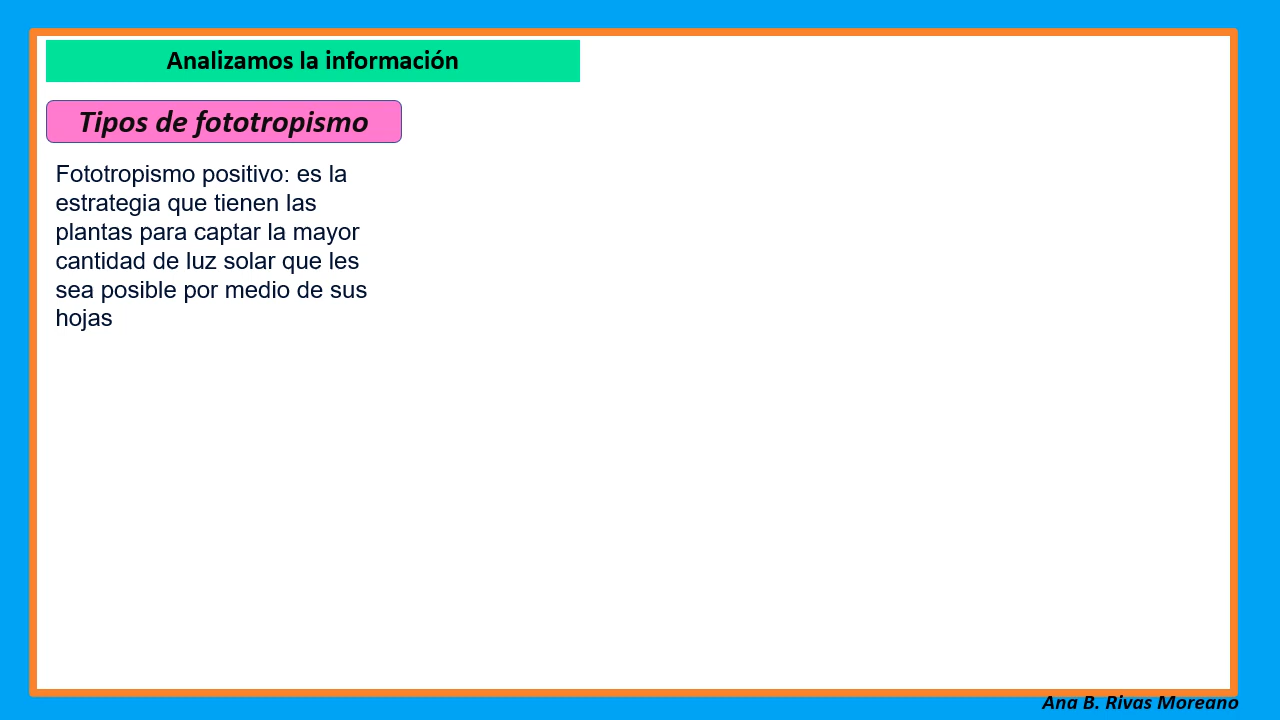 Analizamos la información
Tipos de fototropismo
Fototropismo positivo: es la
estrategia que tienen las
plantas para captar la mayor
cantidad de luz solar que les
sea posible por medio de sus
hojas
Ana B. Rivas Moreano